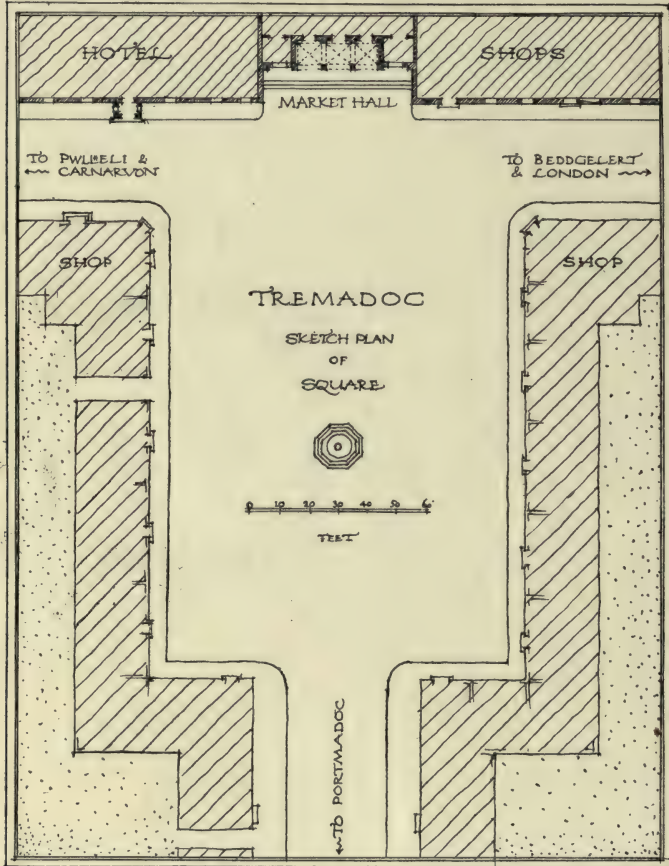 HOTEL
SHOPS
MARKET HALL
TO PWLLHELI &
CARNARVON
TO BEDDGELERT
& LONDON
SHOP
SHOP
TREMADOC
SKETCH PLAN
OF
SQUARE
0 10 20 30 40 50 60
FEET
TO PORTMADOC